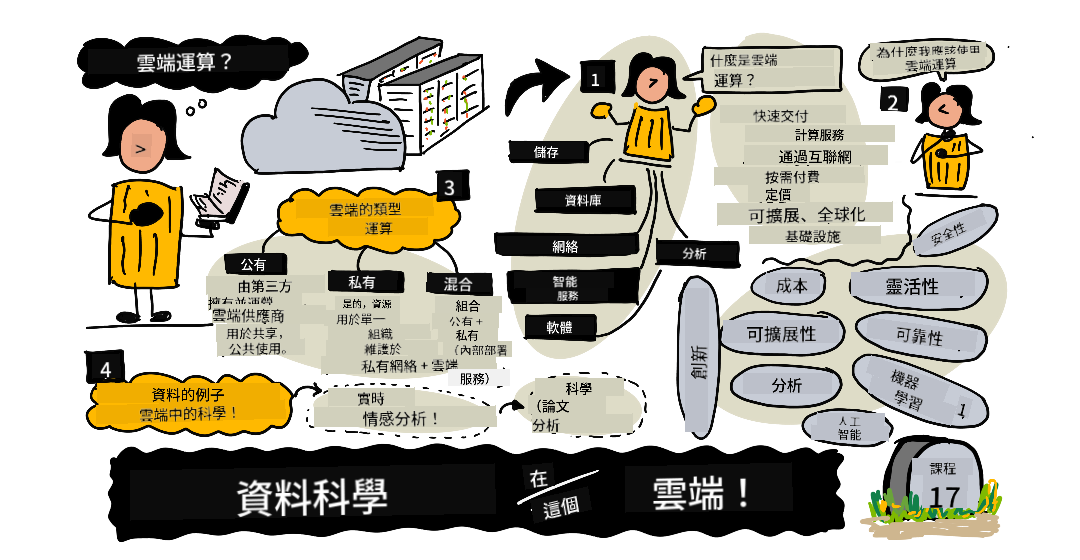 雲端運算？
1
什麼是雲端
運算？
快速交付
計算服務
通過互聯網
按需付費
定價
可擴展、全球化
基礎設施
儲存
資料庫
網絡
智能
服務
軟體
分析
為什麼我應該使用
雲端運算
2
安全性
成本
靈活性
可擴展性
可靠性
分析
機器
學習
1
人工
智能
創新
3
雲端的類型
運算
公有
由第三方
擁有並運營
雲端供應商
用於共享，
公共使用。
私有
是的，資源
用於單一
組織
維護於
私有網絡 + 雲端
混合
組合
公有 +
私有
（內部部署
服務）
4
資料的例子
雲端中的科學！
實時
情感分析！
科學
（論文
分析
資料科學
在
這個
雲端！
課程
17